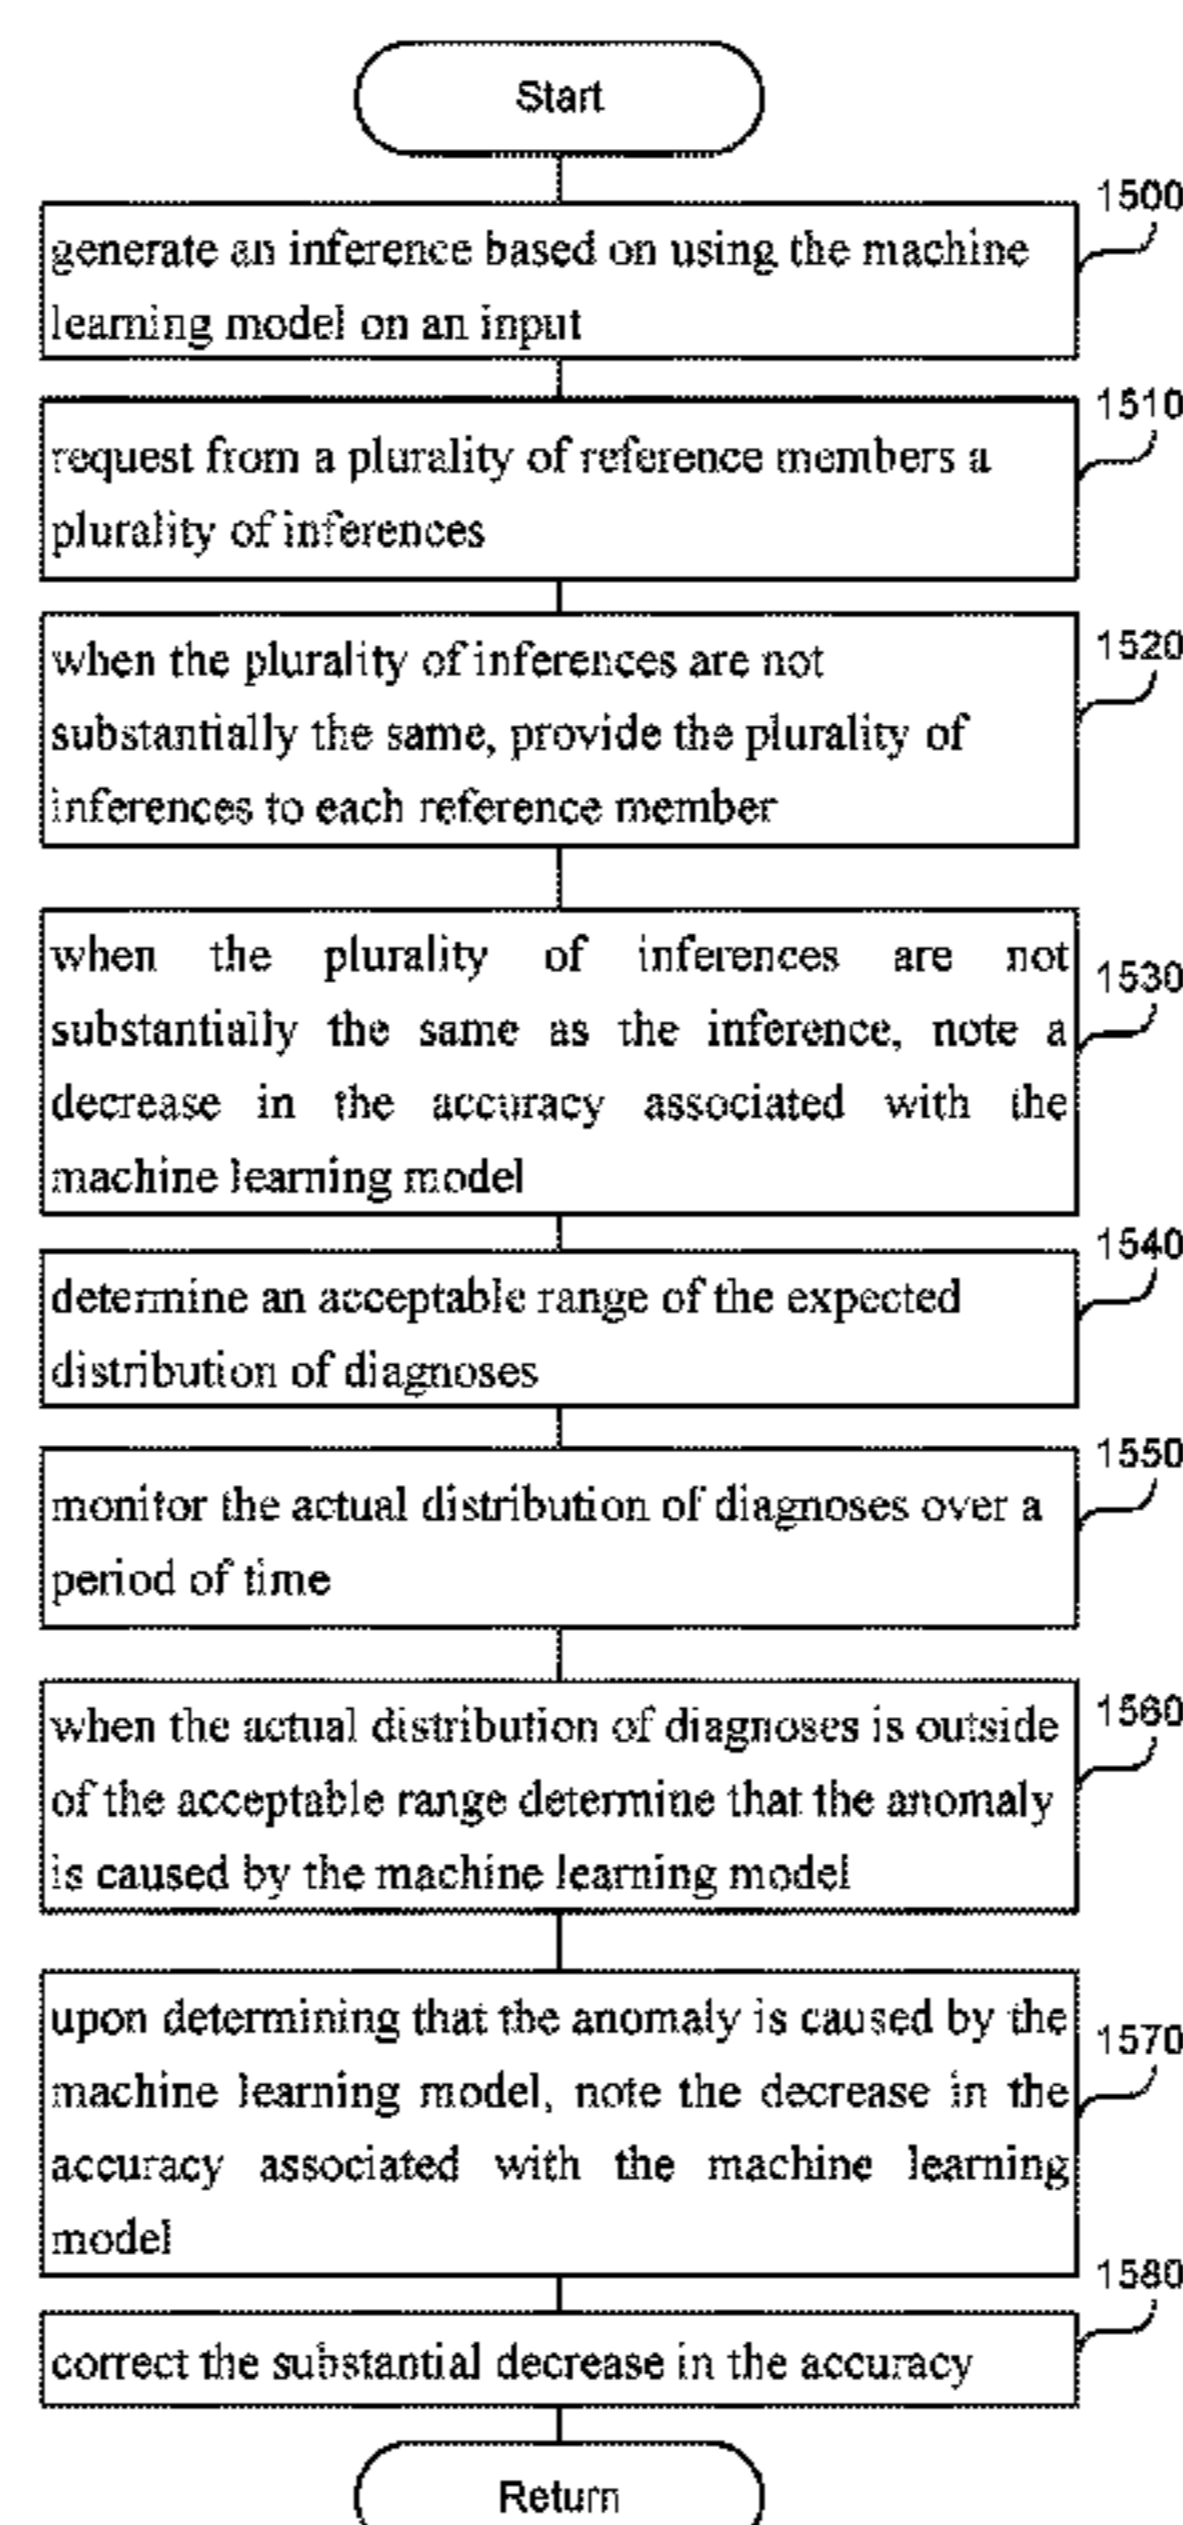 Start
1500
generate an inference based on using the machine
learning model on an input
1510
request from a plurality of reference members a
plurality of inferences
1520
when the plurality of inferences are not
substantially the same, provide the plurality of
inferences to each reference member
1530
when the plurality of inferences are not
substantially the same as the inference, note a
decrease in the accuracy associated with the
machine learning model
1540
determine an acceptable range of the expected
distribution of diagnoses
1550
monitor the actual distribution of diagnoses over a
period of time
1560
when the actual distribution of diagnoses is outside
of the acceptable range determine that the anomaly
is caused by the machine learning model
1570
upon determining that the anomaly is caused by the
machine learning model, note the decrease in the
accuracy associated with the machine learning
model
1580
correct the substantial decrease in the accuracy
Return